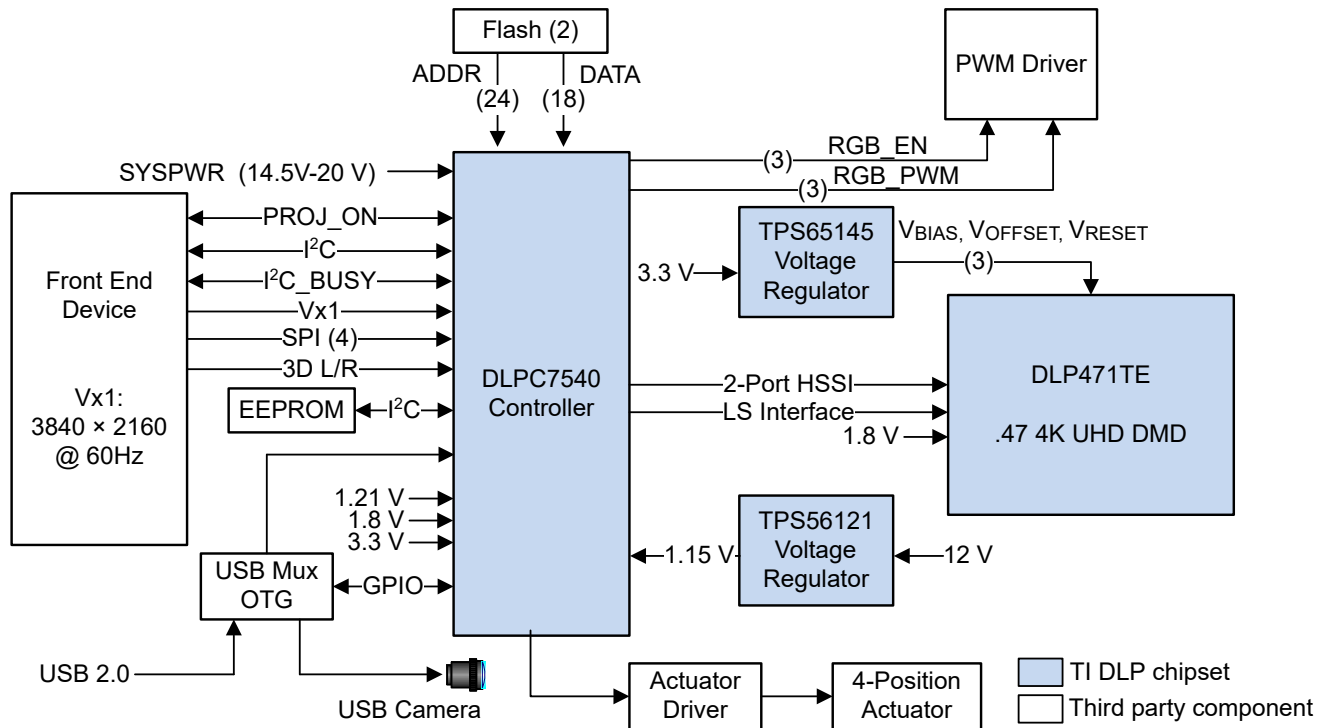 Flash (2)
ADDR
(24)
DATA
(18)
PWM Driver
RGB_EN
(3)
RGB_PWM
(3)
SYSPWR (14.5V-20 V)
Front End
Device
Vx1:
3840 × 2160
@ 60Hz
PROJ_ON
I²C
I²C_BUSY
Vx1
SPI (4)
3D L/R
EEPROM
I²C
1.21 V
1.8 V
3.3 V
USB Mux
OTG
GPIO
USB 2.0
USB Camera
DLPC7540
Controller
TPS65145
Voltage
Regulator
3.3 V
VBIAS, VOFFSET, VRESET
(3)
2-Port HSSI
LS Interface
1.8 V
DLP471TE
.47 4K UHD DMD
TPS56121
Voltage
Regulator
1.15 V
12 V
Actuator
Driver
4-Position
Actuator
TI DLP chipset
Third party component